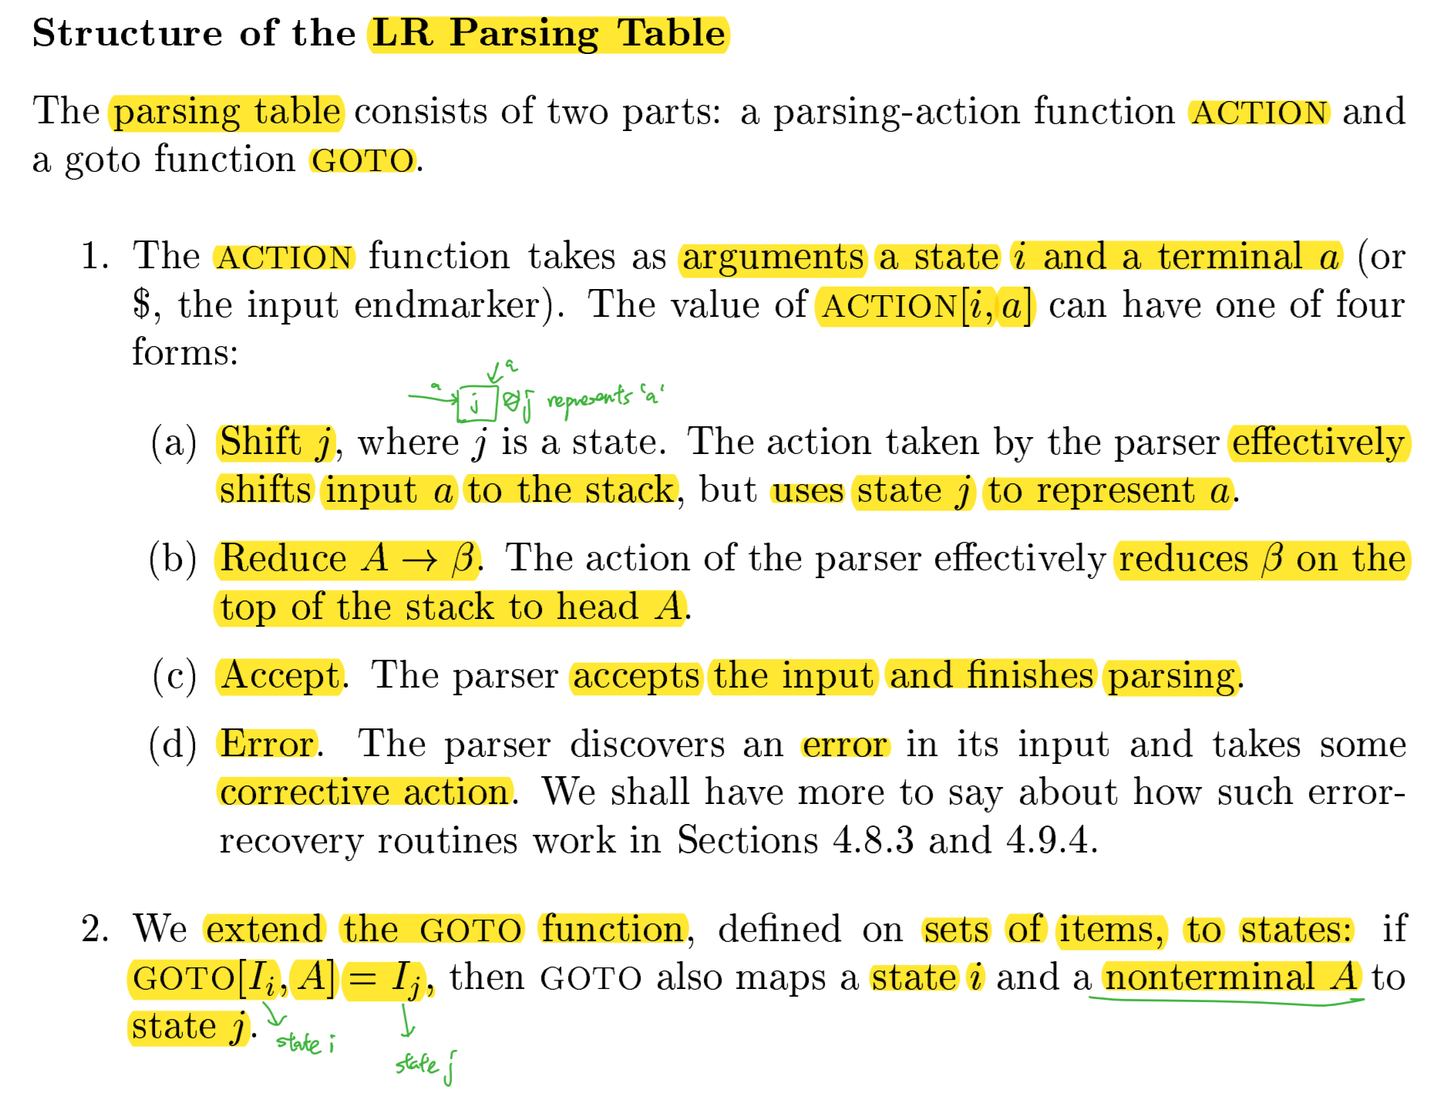 Structure of the LR Parsing Table
The parsing table consists of two parts: a parsing-action function ACTION and
a goto function GOTO.
1. The ACTION function takes as arguments a state i and a terminal a (or
$, the input endmarker). The value of ACTION[i, a] can have one of four
forms:
a
a
j j represents 'a'
(a) Shift j, where j is a state. The action taken by the parser effectively
shifts input a to the stack, but uses state j to represent a.
(b) Reduce A → β. The action of the parser effectively reduces β on the
top of the stack to head A.
(c) Accept. The parser accepts the input and finishes parsing.
(d) Error. The parser discovers an error in its input and takes some
corrective action. We shall have more to say about how such error-
recovery routines work in Sections 4.8.3 and 4.9.4.
2. We extend the GOTO function, defined on sets of items, to states: if
GOTO[Iᵢ, A] = Iⱼ, then GOTO also maps a state i and a nonterminal A to
state j.
state i
state j